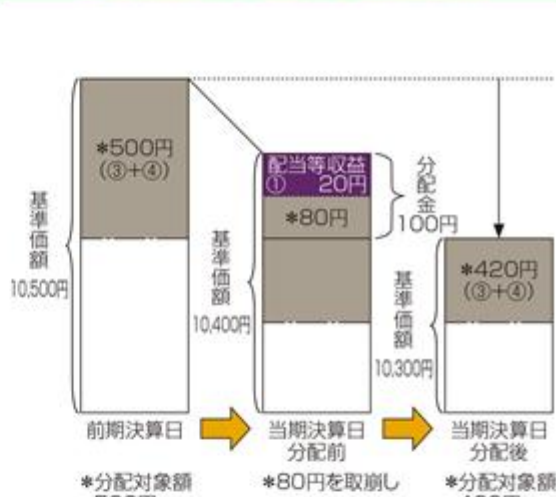 *500円
(③+④)
基準価額
10,500円
配当等収益
① 20円
*80円
分配金
100円
基準価額
10,400円
*420円
(③+④)
基準価額
10,300円
前期決算日
当期決算日
分配前
当期決算日
分配後
*分配対象額
*80円を取崩し
*分配対象額